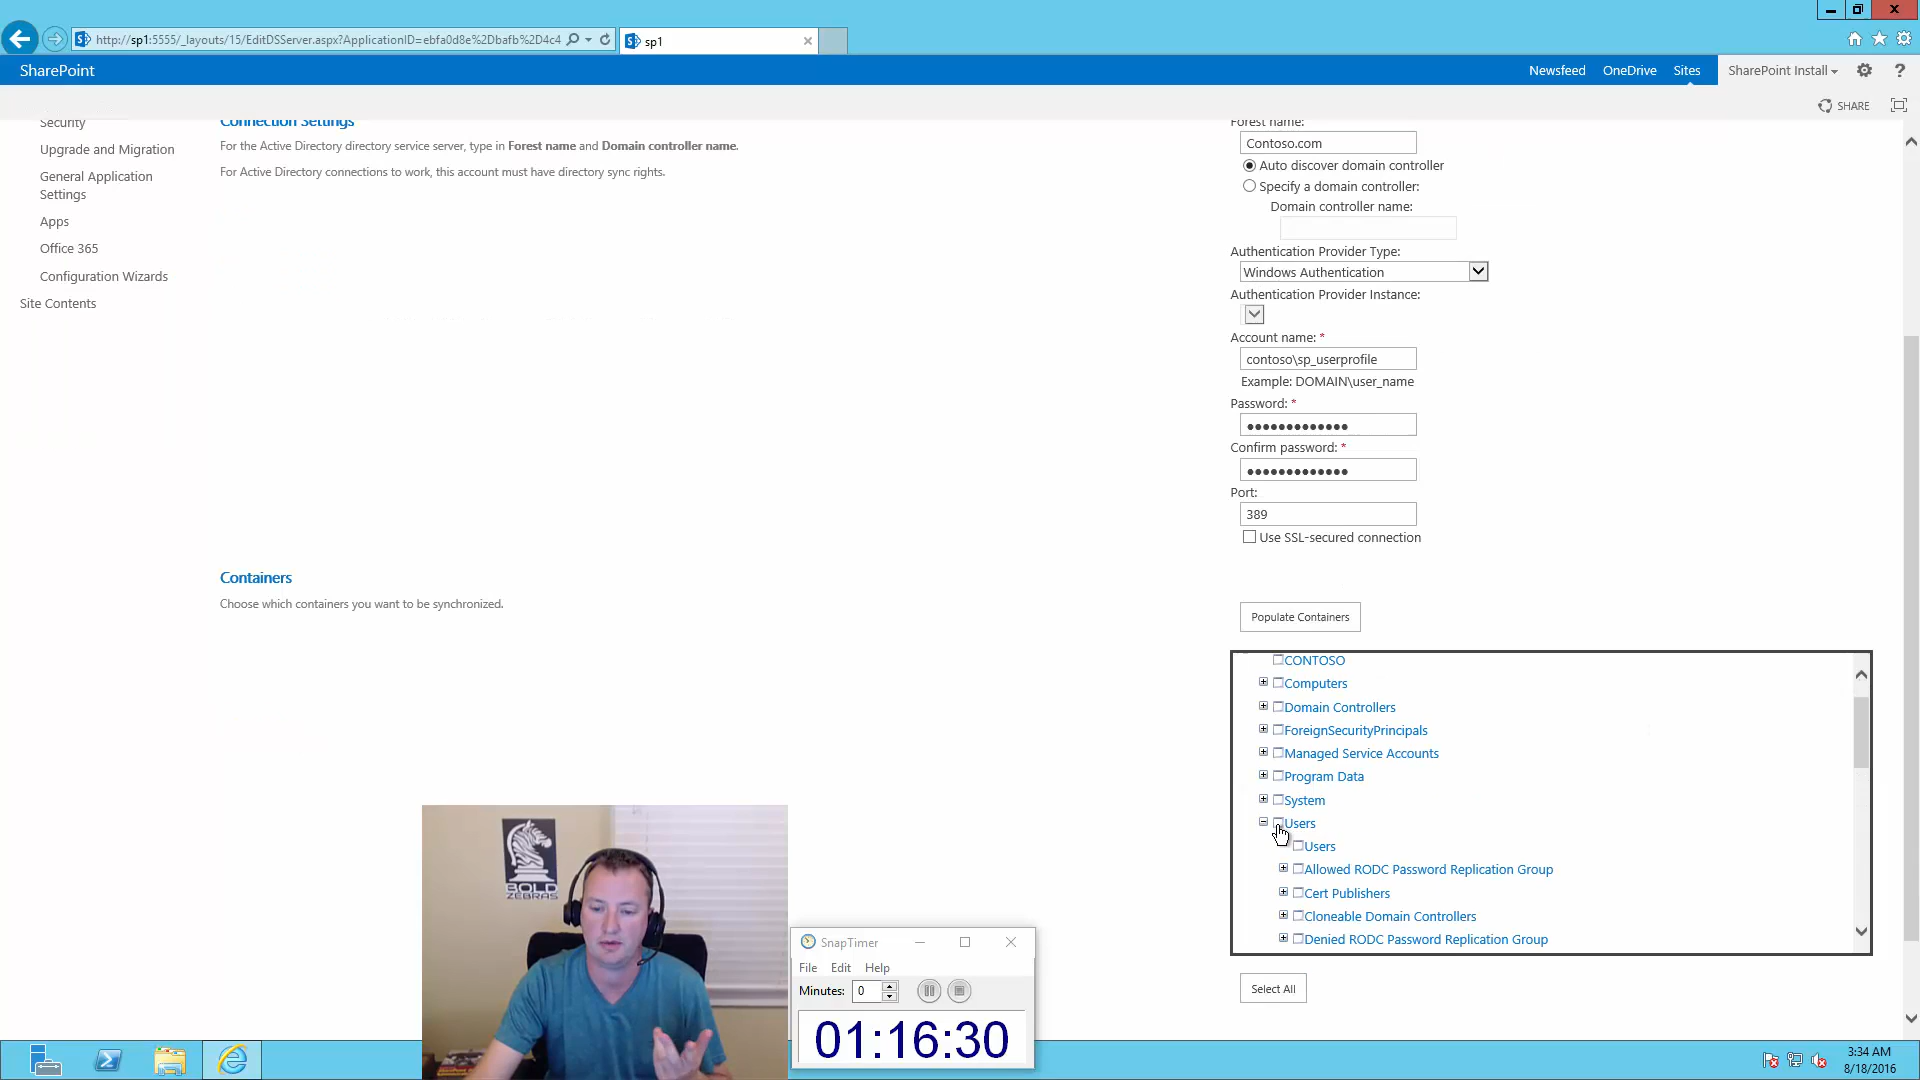 http://sp1:5555/_layouts/15/EditDSServer.aspx?ApplicationID=ebfa0d8e%2Dbafb%2D4c4
sp1
SharePoint
Newsfeed
OneDrive
Sites
SharePoint Install
?
SHARE
Security
Upgrade and Migration
General Application
Settings
Apps
Office 365
Configuration Wizards
Site Contents
Connection Settings
For the Active Directory directory service server, type in Forest name and Domain controller name.
For Active Directory connections to work, this account must have directory sync rights.
Forest name:
Contoso.com
Auto discover domain controller
Specify a domain controller:
Domain controller name:
Authentication Provider Type:
Windows Authentication
Authentication Provider Instance:
Account name: *
contoso\sp_userprofile
Example: DOMAIN\user_name
Password: *
Confirm password: *
Port:
389
Use SSL-secured connection
Containers
Choose which containers you want to be synchronized.
Populate Containers
CONTOSO
Computers
Domain Controllers
ForeignSecurityPrincipals
Managed Service Accounts
Program Data
System
Users
Users
Allowed RODC Password Replication Group
Cert Publishers
Cloneable Domain Controllers
Denied RODC Password Replication Group
Select All
BOLD
ZEBRAS
SnapTimer
File Edit Help
Minutes: 0
01:16:30
3:34 AM
8/18/2016